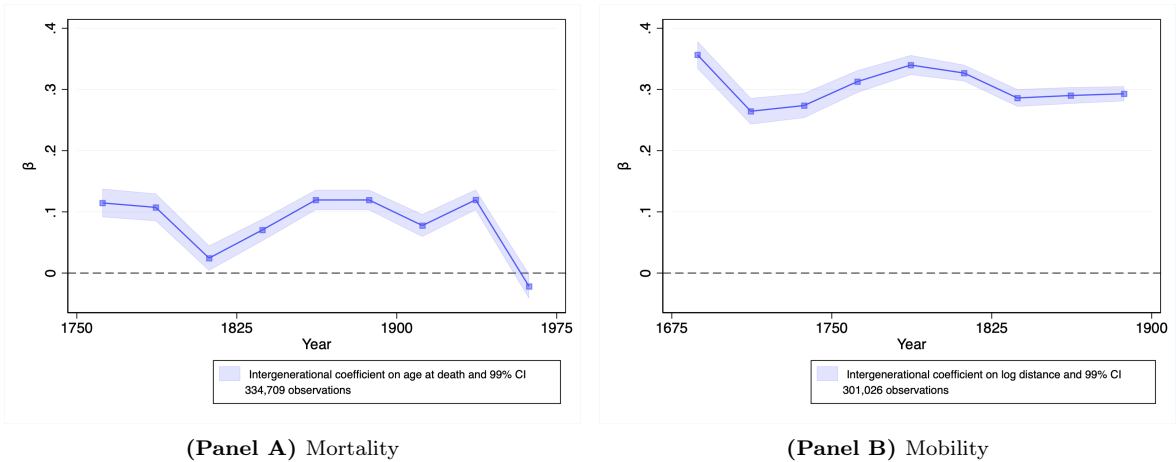 .4
.3
.2
.1
0
β
1750 1825 1900 1975
Year
Intergenerational coefficient on age at death and 99% CI
334,709 observations
(Panel A) Mortality
.4
.3
.2
.1
0
β
1675 1750 1825 1900
Year
Intergenerational coefficient on log distance and 99% CI
301,026 observations
(Panel B) Mobility